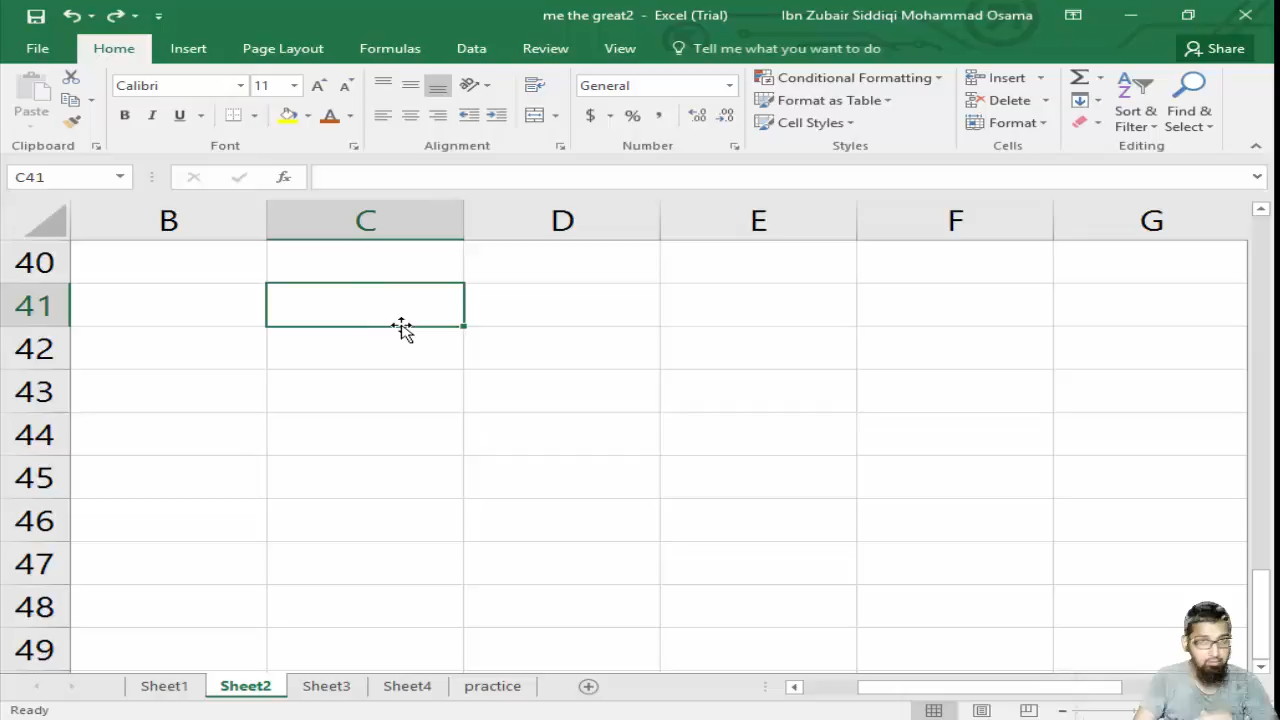 me the great2 - Excel (Trial) Ibn Zubair Siddiqi Mohammad Osama
File Home Insert Page Layout Formulas Data Review View Tell me what you want to do Share
Paste
Calibri 11
B I U
General
$ % ,
Conditional Formatting
Format as Table
Cell Styles
Insert
Delete
Format
Sort & Filter
Find & Select
Clipboard Font Alignment Number Styles Cells Editing
C41 fx
B C D E F G
40
41
42
43
44
45
46
47
48
49
Sheet1 Sheet2 Sheet3 Sheet4 practice
Ready